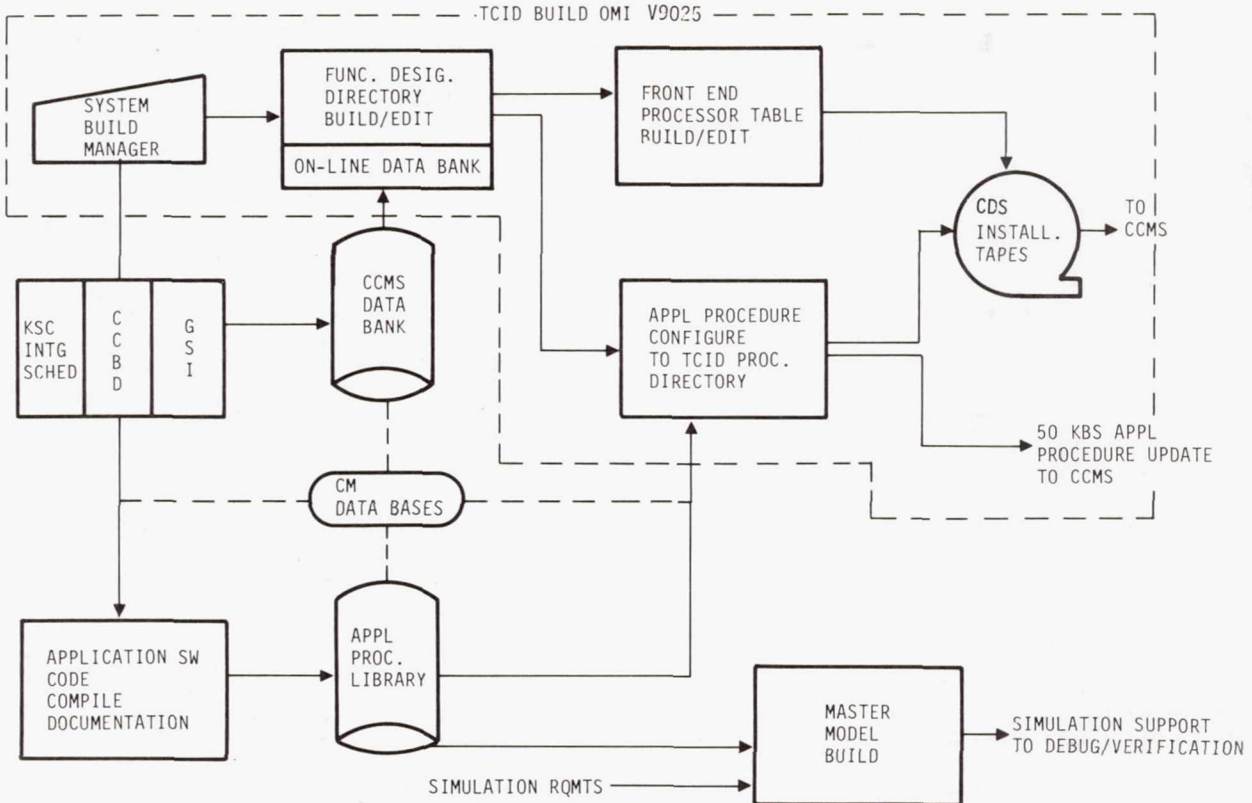 TCID BUILD OMI V9025
SYSTEM
BUILD
MANAGER
FUNC. DESIG.
DIRECTORY
BUILD/EDIT
ON-LINE DATA BANK
FRONT END
PROCESSOR TABLE
BUILD/EDIT
CDS
INSTALL.
TAPES
TO
CCMS
KSC
INTG
SCHED
C
C
B
D
G
S
I
CCMS
DATA
BANK
APPL PROCEDURE
CONFIGURE
TO TCID PROC.
DIRECTORY
50 KBS APPL
PROCEDURE UPDATE
TO CCMS
CM
DATA BASES
APPLICATION SW
CODE
COMPILE
DOCUMENTATION
APPL
PROC.
LIBRARY
MASTER
MODEL
BUILD
SIMULATION SUPPORT
TO DEBUG/VERIFICATION
SIMULATION RQMTS